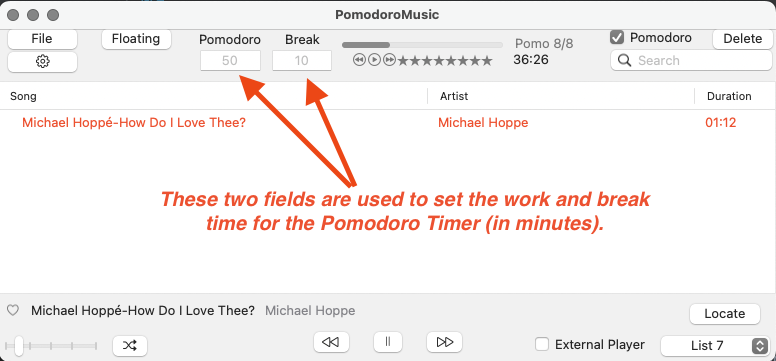 PomodoroMusic
File
Floating
Pomodoro
Break
50
10
Pomo 8/8
36:26
Pomodoro
Delete
Search
Song
Artist
Duration
Michael Hoppé-How Do I Love Thee?
Michael Hoppe
01:12
These two fields are used to set the work and break
time for the Pomodoro Timer (in minutes).
Michael Hoppé-How Do I Love Thee?
Michael Hoppe
Locate
External Player
List 7